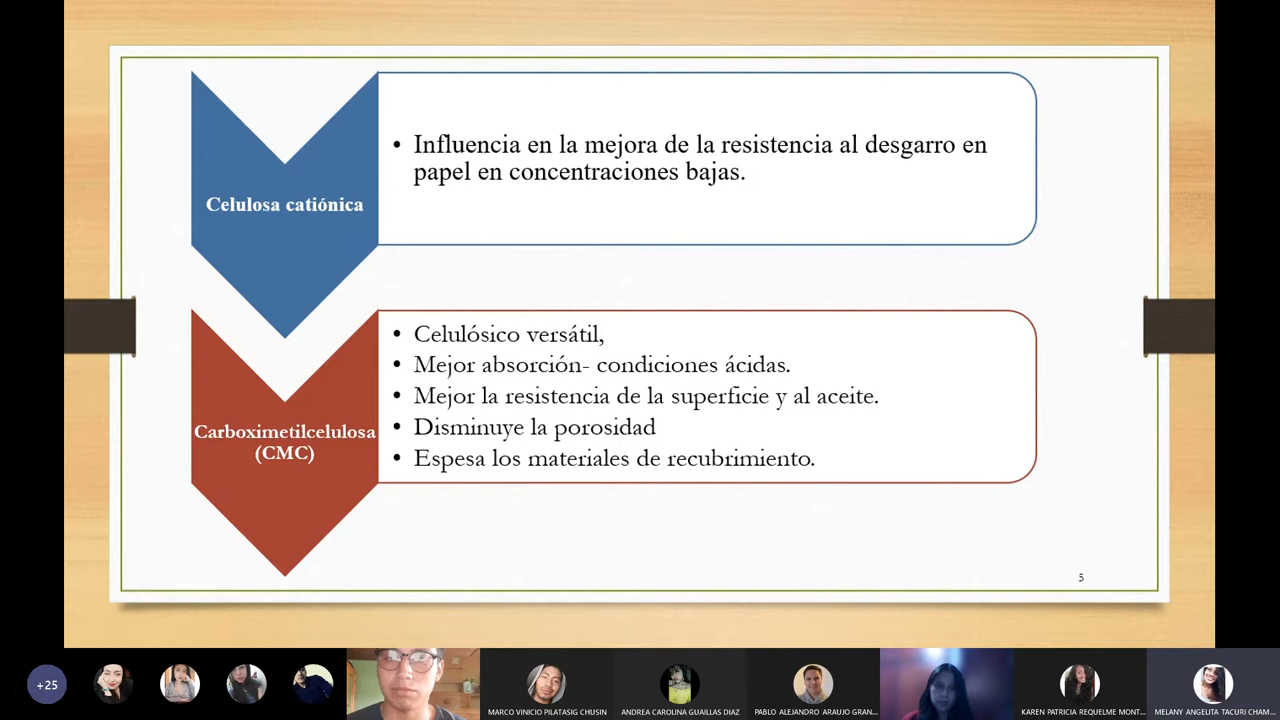 Celulosa catiónica
• Influencia en la mejora de la resistencia al desgarro en
papel en concentraciones bajas.
Carboximetilcelulosa
(CMC)
• Celulósico versátil,
• Mejor absorción- condiciones ácidas.
• Mejor la resistencia de la superficie y al aceite.
• Disminuye la porosidad
• Espesa los materiales de recubrimiento.
5
+25
MARCO VINICIO PILATASIG CHUSIN
ANDREA CAROLINA GUAILLAS DIAZ
PABLO ALEJANDRO ARAUJO GRAN...
KAREN PATRICIA REQUELME MONT...
MELANY ANGELITA TACURI CHAM...